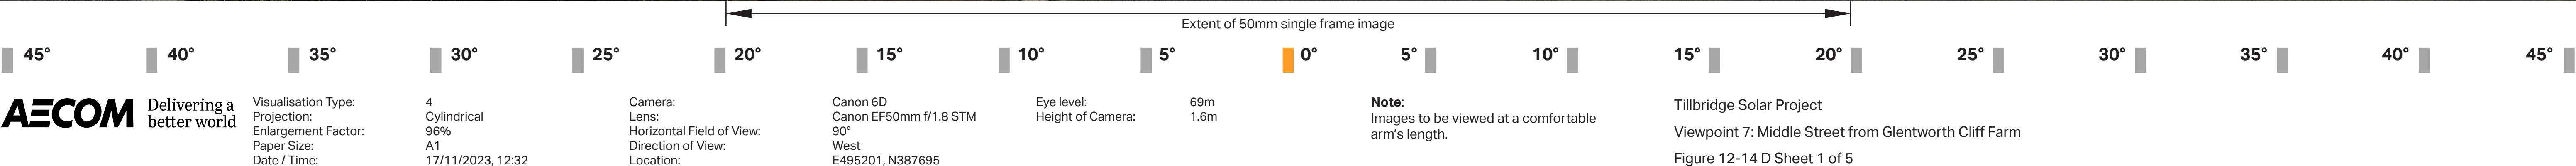 Extent of 50mm single frame image
45° 40° 35° 30° 25° 20° 15° 10° 5° 0° 5° 10° 15° 20° 25° 30° 35° 40° 45°
AECOM
Delivering a
better world
Visualisation Type: 4
Projection: Cylindrical
Enlargement Factor: 96%
Paper Size: A1
Date / Time: 17/11/2023, 12:32
Camera: Canon 6D
Lens: Canon EF50mm f/1.8 STM
Horizontal Field of View: 90°
Direction of View: West
Location: E495201, N387695
Eye level: 69m
Height of Camera: 1.6m
Note:
Images to be viewed at a comfortable
arm's length.
Tillbridge Solar Project
Viewpoint 7: Middle Street from Glentworth Cliff Farm
Figure 12-14 D Sheet 1 of 5